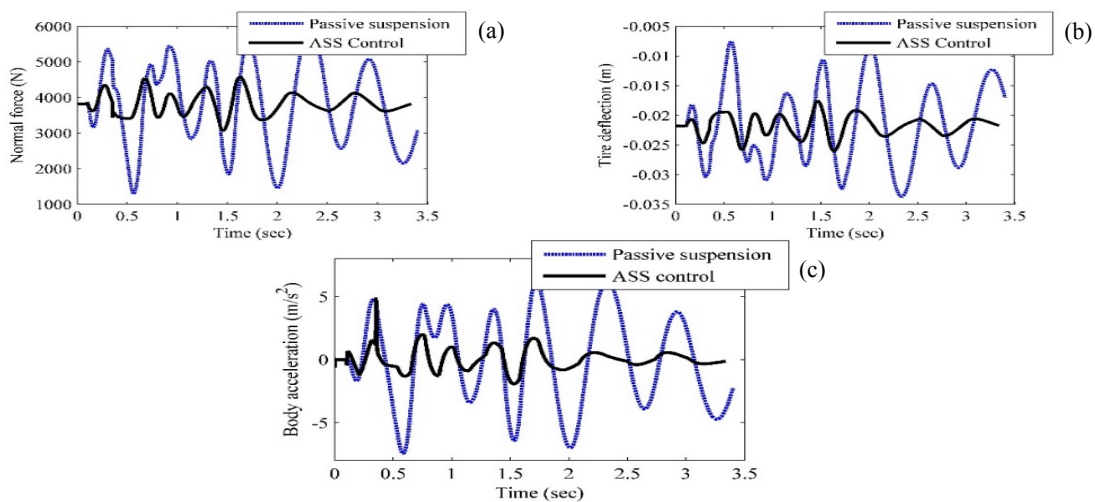 Passive suspension
ASS Control
(a)
6000
5000
4000
3000
2000
1000
Normal force (N)
0 0.5 1 1.5 2 2.5 3 3.5
Time (sec)
Passive suspension
ASS Control
(b)
-0.005
-0.01
-0.015
-0.02
-0.025
-0.03
-0.035
Tire deflection (m)
0 0.5 1 1.5 2 2.5 3 3.5
Time (sec)
Passive suspension
ASS control
(c)
5
0
-5
Body acceleration (m/s²)
0 0.5 1 1.5 2 2.5 3 3.5
Time (sec)